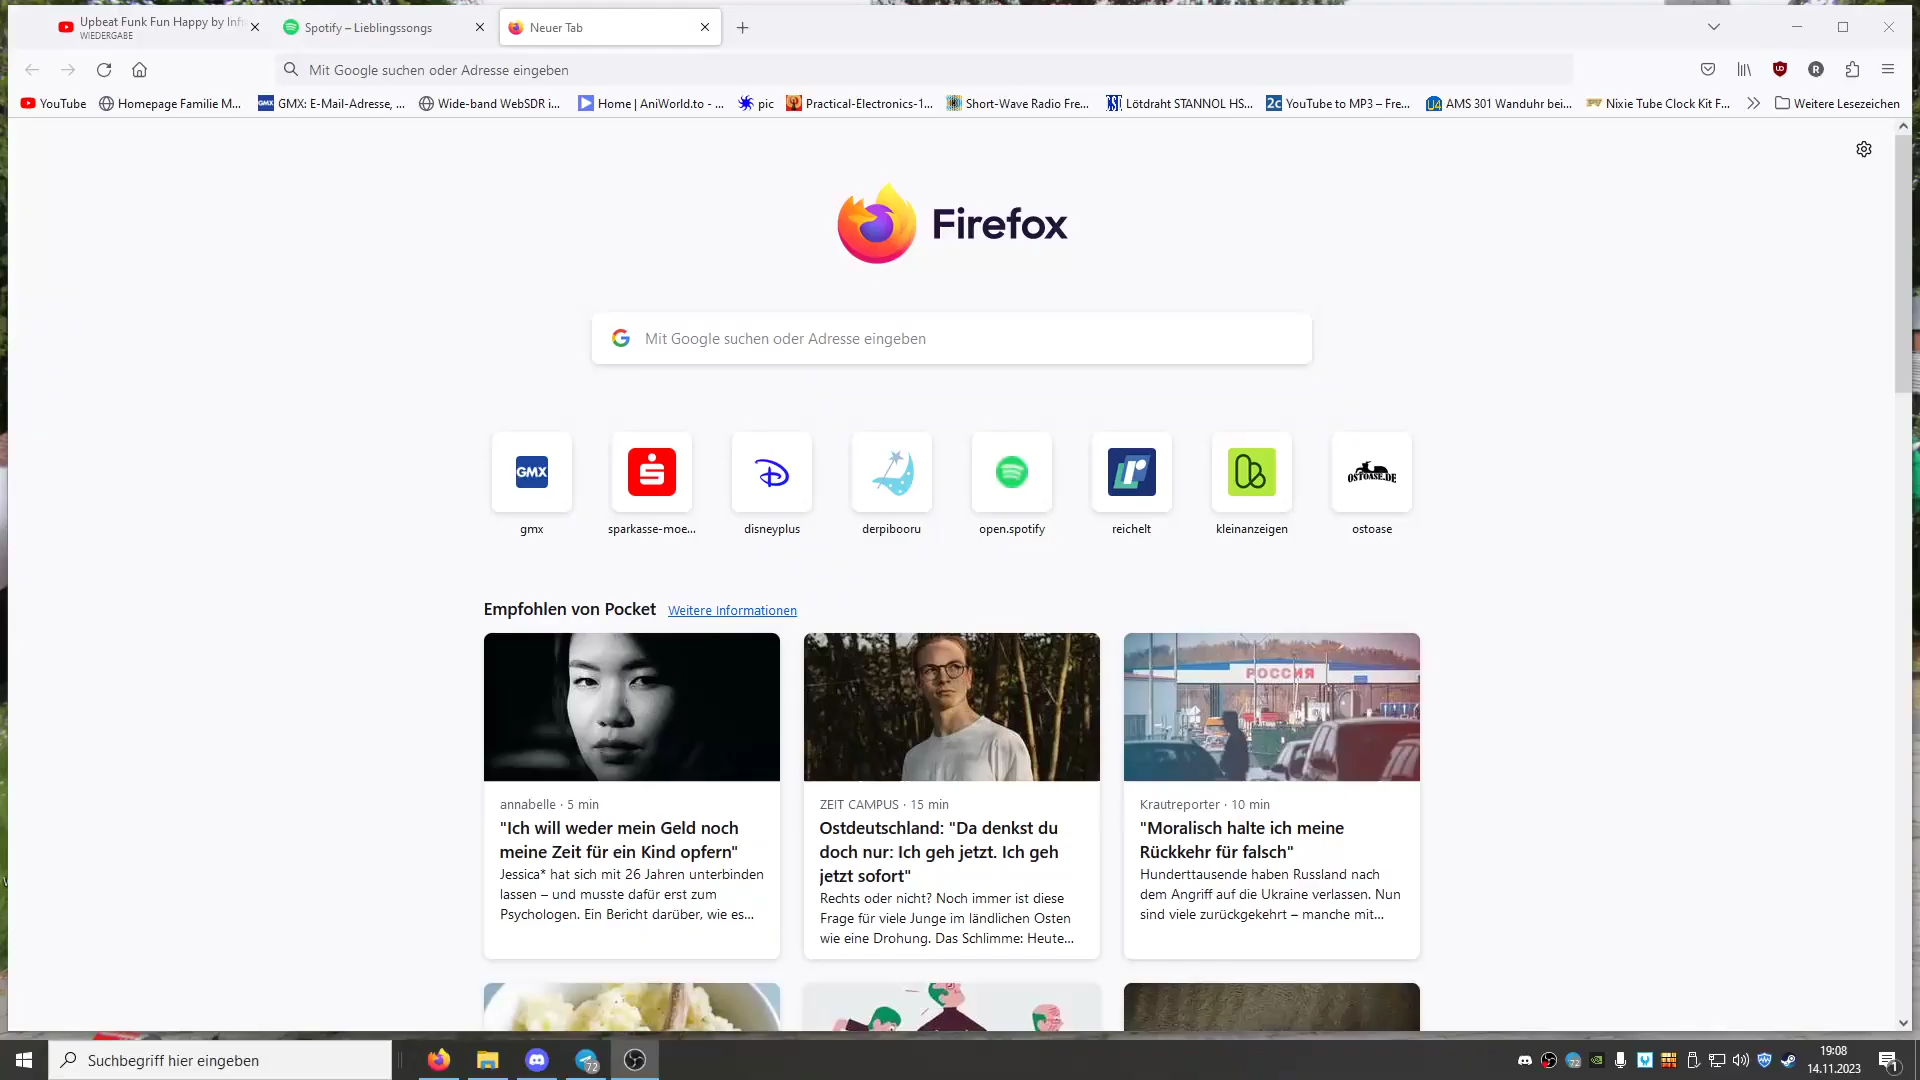 Upbeat Funk Fun Happy by Infr
WIEDERGABE
Spotify – Lieblingssongs
Neuer Tab
Mit Google suchen oder Adresse eingeben
YouTube
Homepage Familie M...
GMX: E-Mail-Adresse, ...
Wide-band WebSDR i...
Home | AniWorld.to - ...
pic
Practical-Electronics-1...
Short-Wave Radio Fre...
Lötdraht STANNOL HS...
YouTube to MP3 – Fre...
AMS 301 Wanduhr bei...
Nixie Tube Clock Kit F...
Weitere Lesezeichen
Firefox
Mit Google suchen oder Adresse eingeben
GMX
OSTOASE.DE
gmx
sparkasse-moe...
disneyplus
derpibooru
open.spotify
reichelt
kleinanzeigen
ostoase
Empfohlen von Pocket Weitere Informationen
РОССИЯ
annabelle · 5 min
"Ich will weder mein Geld noch
meine Zeit für ein Kind opfern"
Jessica* hat sich mit 26 Jahren unterbinden
lassen – und musste dafür erst zum
Psychologen. Ein Bericht darüber, wie es...
ZEIT CAMPUS · 15 min
Ostdeutschland: "Da denkst du
doch nur: Ich geh jetzt. Ich geh
jetzt sofort"
Rechts oder nicht? Noch immer ist diese
Frage für viele Junge im ländlichen Osten
wie eine Drohung. Das Schlimme: Heute...
Krautreporter · 10 min
"Moralisch halte ich meine
Rückkehr für falsch"
Hunderttausende haben Russland nach
dem Angriff auf die Ukraine verlassen. Nun
sind viele zurückgekehrt – manche mit...
Suchbegriff hier eingeben
72
72
19:08
14.11.2023
1